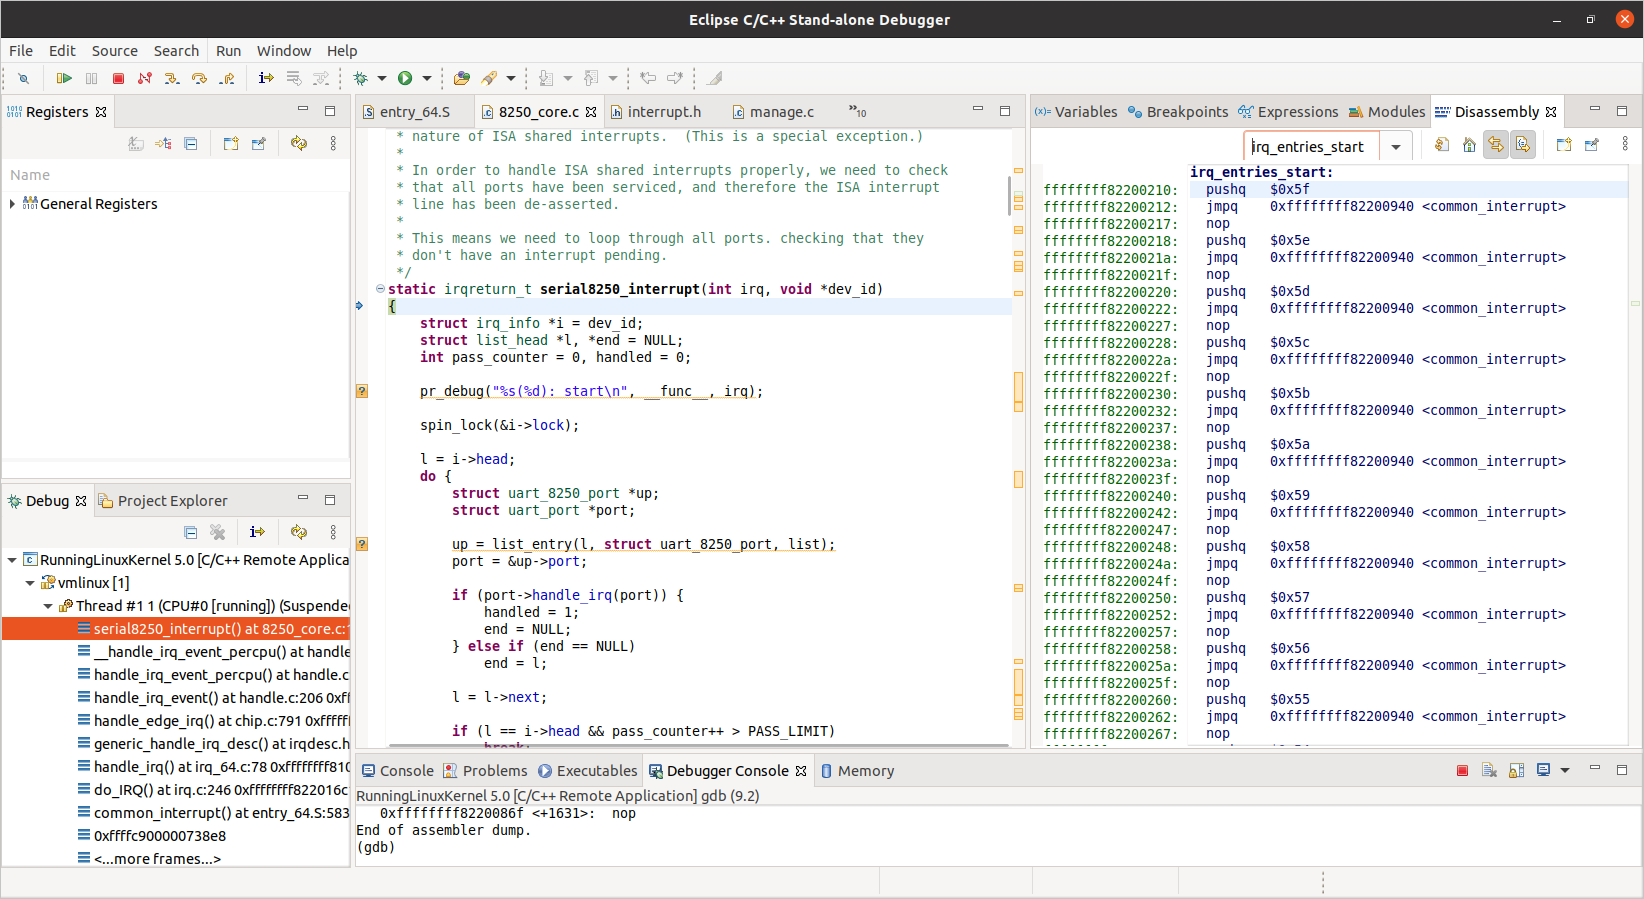 Eclipse C/C++ Stand-alone Debugger
File Edit Source Search Run Window Help
Registers
Name
General Registers
Debug Project Explorer
RunningLinuxKernel 5.0 [C/C++ Remote Applica
vmlinux [1]
Thread #1 1 (CPU#0 [running]) (Suspended
serial8250_interrupt() at 8250_core.c:1
__handle_irq_event_percpu() at handle
handle_irq_event_percpu() at handle.c
handle_irq_event() at handle.c:206 0xff
handle_edge_irq() at chip.c:791 0xffffff
generic_handle_irq_desc() at irqdesc.h
handle_irq() at irq_64.c:78 0xffffffff810
do_IRQ() at irq.c:246 0xffffffff822016c
common_interrupt() at entry_64.S:583
0xffffc900000738e8
<...more frames...>
entry_64.S 8250_core.c interrupt.h manage.c »10
* nature of ISA shared interrupts.  (This is a special exception.)
*
* In order to handle ISA shared interrupts properly, we need to check
* that all ports have been serviced, and therefore the ISA interrupt
* line has been de-asserted.
*
* This means we need to loop through all ports. checking that they
* don't have an interrupt pending.
*/
static irqreturn_t serial8250_interrupt(int irq, void *dev_id)
{
struct irq_info *i = dev_id;
struct list_head *l, *end = NULL;
int pass_counter = 0, handled = 0;
pr_debug("%s(%d): start\n", __func__, irq);
spin_lock(&i->lock);
l = i->head;
do {
struct uart_8250_port *up;
struct uart_port *port;
up = list_entry(l, struct uart_8250_port, list);
port = &up->port;
if (port->handle_irq(port)) {
handled = 1;
end = NULL;
} else if (end == NULL)
end = l;
l = l->next;
if (l == i->head && pass_counter++ > PASS_LIMIT)
break;
(x)= Variables Breakpoints Expressions Modules Disassembly
irq_entries_start
irq_entries_start:
ffffffff82200210: pushq $0x5f
ffffffff82200212: jmpq 0xffffffff82200940 <common_interrupt>
ffffffff82200217: nop
ffffffff82200218: pushq $0x5e
ffffffff8220021a: jmpq 0xffffffff82200940 <common_interrupt>
ffffffff8220021f: nop
ffffffff82200220: pushq $0x5d
ffffffff82200222: jmpq 0xffffffff82200940 <common_interrupt>
ffffffff82200227: nop
ffffffff82200228: pushq $0x5c
ffffffff8220022a: jmpq 0xffffffff82200940 <common_interrupt>
ffffffff8220022f: nop
ffffffff82200230: pushq $0x5b
ffffffff82200232: jmpq 0xffffffff82200940 <common_interrupt>
ffffffff82200237: nop
ffffffff82200238: pushq $0x5a
ffffffff8220023a: jmpq 0xffffffff82200940 <common_interrupt>
ffffffff8220023f: nop
ffffffff82200240: pushq $0x59
ffffffff82200242: jmpq 0xffffffff82200940 <common_interrupt>
ffffffff82200247: nop
ffffffff82200248: pushq $0x58
ffffffff8220024a: jmpq 0xffffffff82200940 <common_interrupt>
ffffffff8220024f: nop
ffffffff82200250: pushq $0x57
ffffffff82200252: jmpq 0xffffffff82200940 <common_interrupt>
ffffffff82200257: nop
ffffffff82200258: pushq $0x56
ffffffff8220025a: jmpq 0xffffffff82200940 <common_interrupt>
ffffffff8220025f: nop
ffffffff82200260: pushq $0x55
ffffffff82200262: jmpq 0xffffffff82200940 <common_interrupt>
ffffffff82200267: nop
Console Problems Executables Debugger Console Memory
RunningLinuxKernel 5.0 [C/C++ Remote Application] gdb (9.2)
0xffffffff8220086f <+1631>:  nop
End of assembler dump.
(gdb)